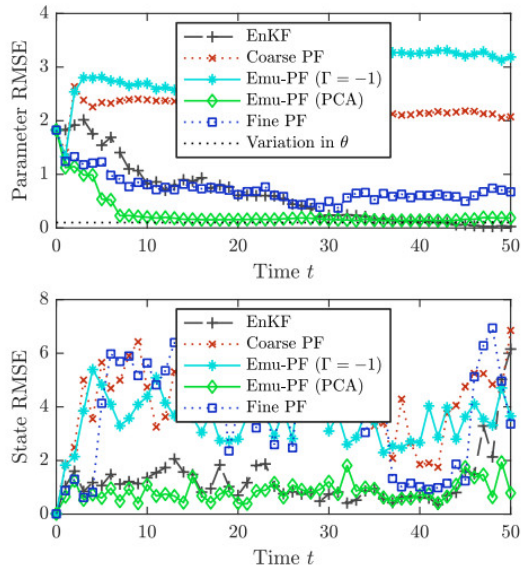 4
3
2
1
0
Parameter RMSE
EnKF
Coarse PF
Emu-PF (Γ = −1)
Emu-PF (PCA)
Fine PF
Variation in θ
0 10 20 30 40 50
Time t
8
6
4
2
0
State RMSE
EnKF
Coarse PF
Emu-PF (Γ = −1)
Emu-PF (PCA)
Fine PF
0 10 20 30 40 50
Time t